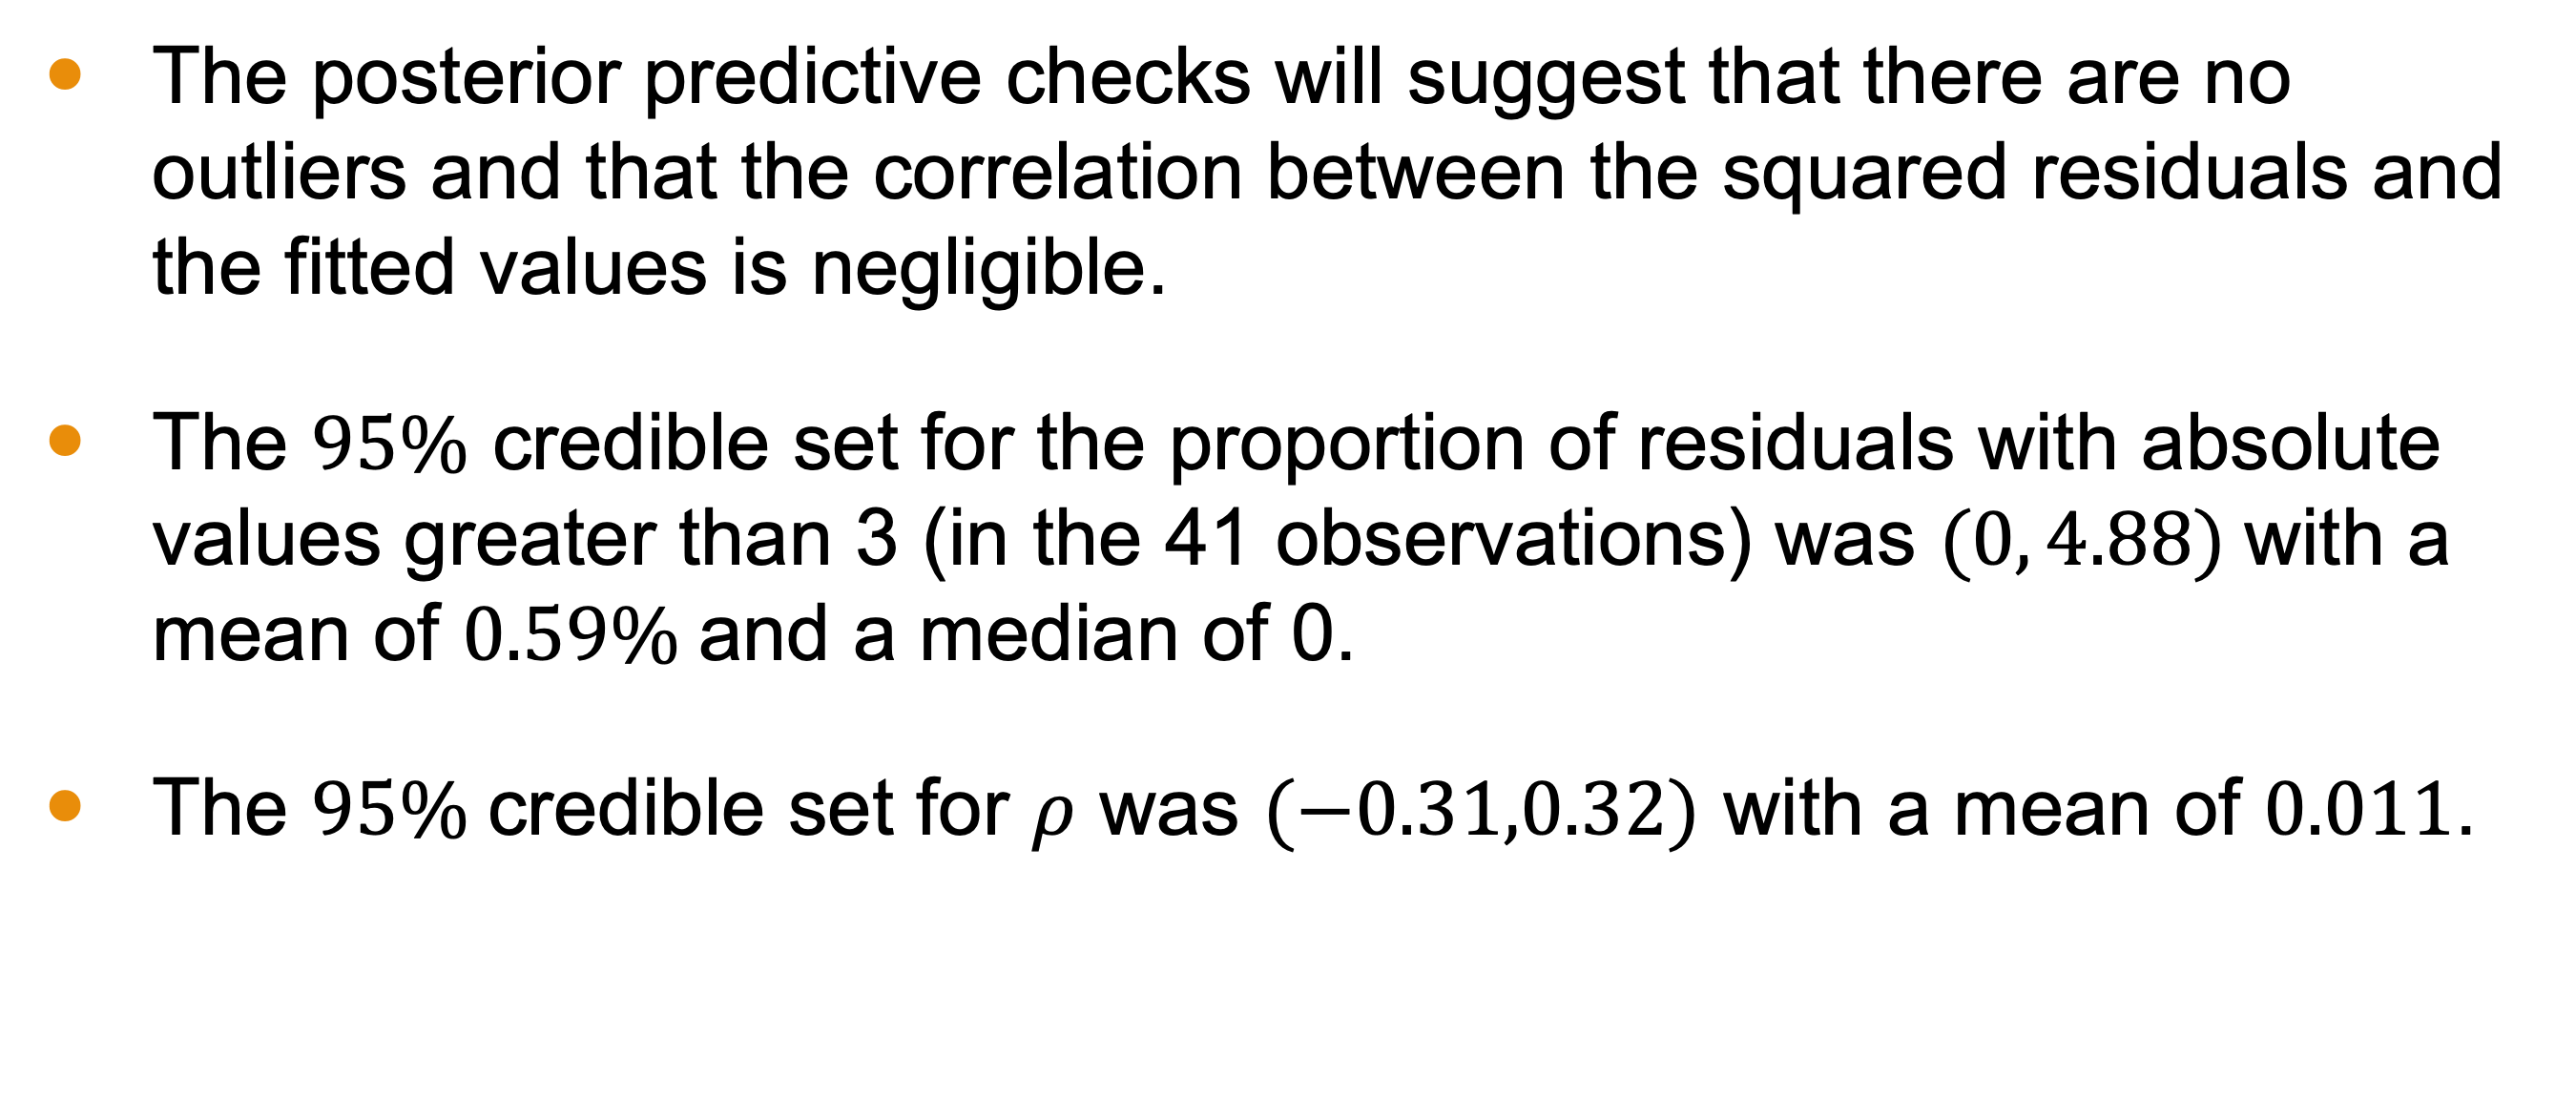 • The posterior predictive checks will suggest that there are no
outliers and that the correlation between the squared residuals and
the fitted values is negligible.
• The 95% credible set for the proportion of residuals with absolute
values greater than 3 (in the 41 observations) was (0, 4.88) with a
mean of 0.59% and a median of 0.
• The 95% credible set for ρ was (−0.31,0.32) with a mean of 0.011.